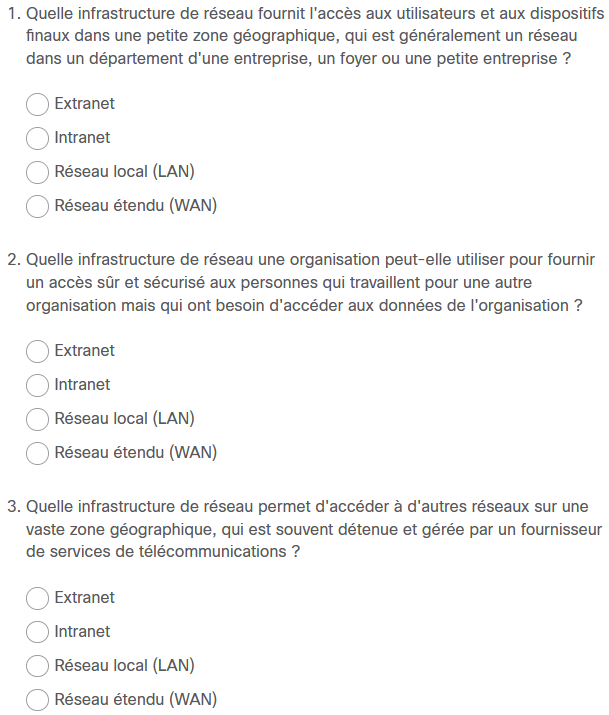 1. Quelle infrastructure de réseau fournit l'accès aux utilisateurs et aux dispositifs
finaux dans une petite zone géographique, qui est généralement un réseau
dans un département d'une entreprise, un foyer ou une petite entreprise ?
Extranet
Intranet
Réseau local (LAN)
Réseau étendu (WAN)
2. Quelle infrastructure de réseau une organisation peut-elle utiliser pour fournir
un accès sûr et sécurisé aux personnes qui travaillent pour une autre
organisation mais qui ont besoin d'accéder aux données de l'organisation ?
Extranet
Intranet
Réseau local (LAN)
Réseau étendu (WAN)
3. Quelle infrastructure de réseau permet d'accéder à d'autres réseaux sur une
vaste zone géographique, qui est souvent détenue et gérée par un fournisseur
de services de télécommunications ?
Extranet
Intranet
Réseau local (LAN)
Réseau étendu (WAN)